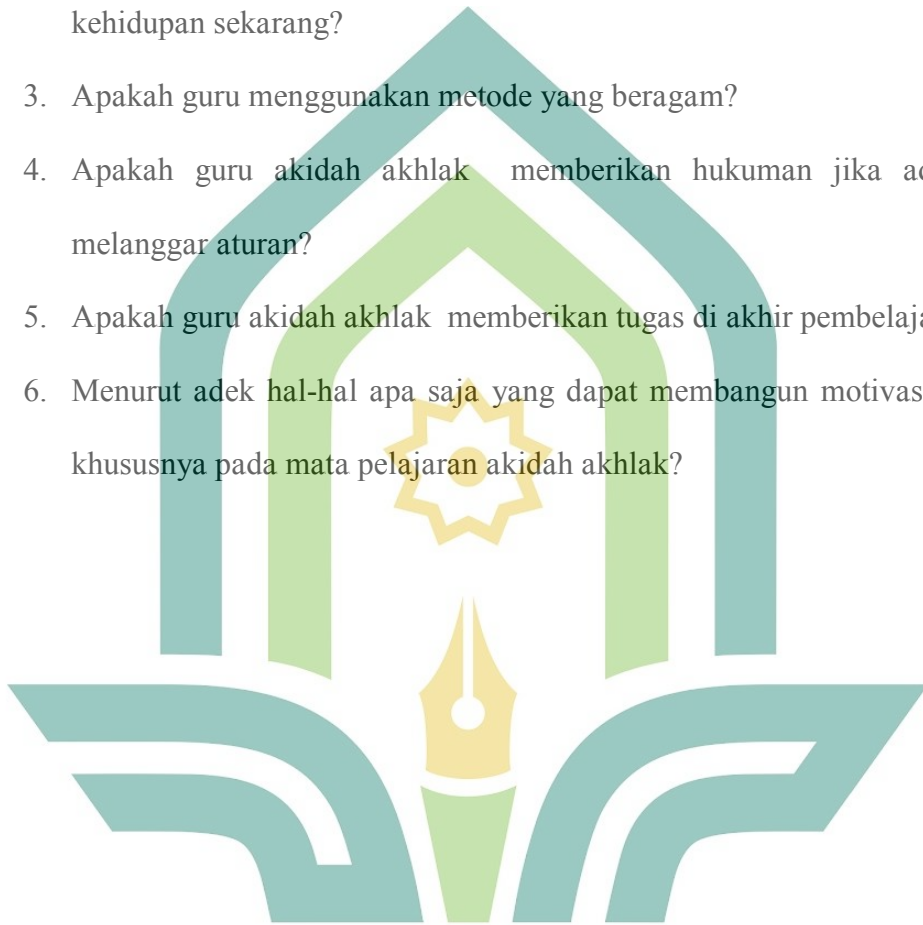 kehidupan sekarang?
3. Apakah guru menggunakan metode yang beragam?
4. Apakah guru akidah akhlak memberikan hukuman jika
melanggar aturan?
5. Apakah guru akidah akhlak memberikan tugas di akhir
6. Menurut adek hal-hal apa saja yang dapat membangun
khususnya pada mata pelajaran akidah akhlak?